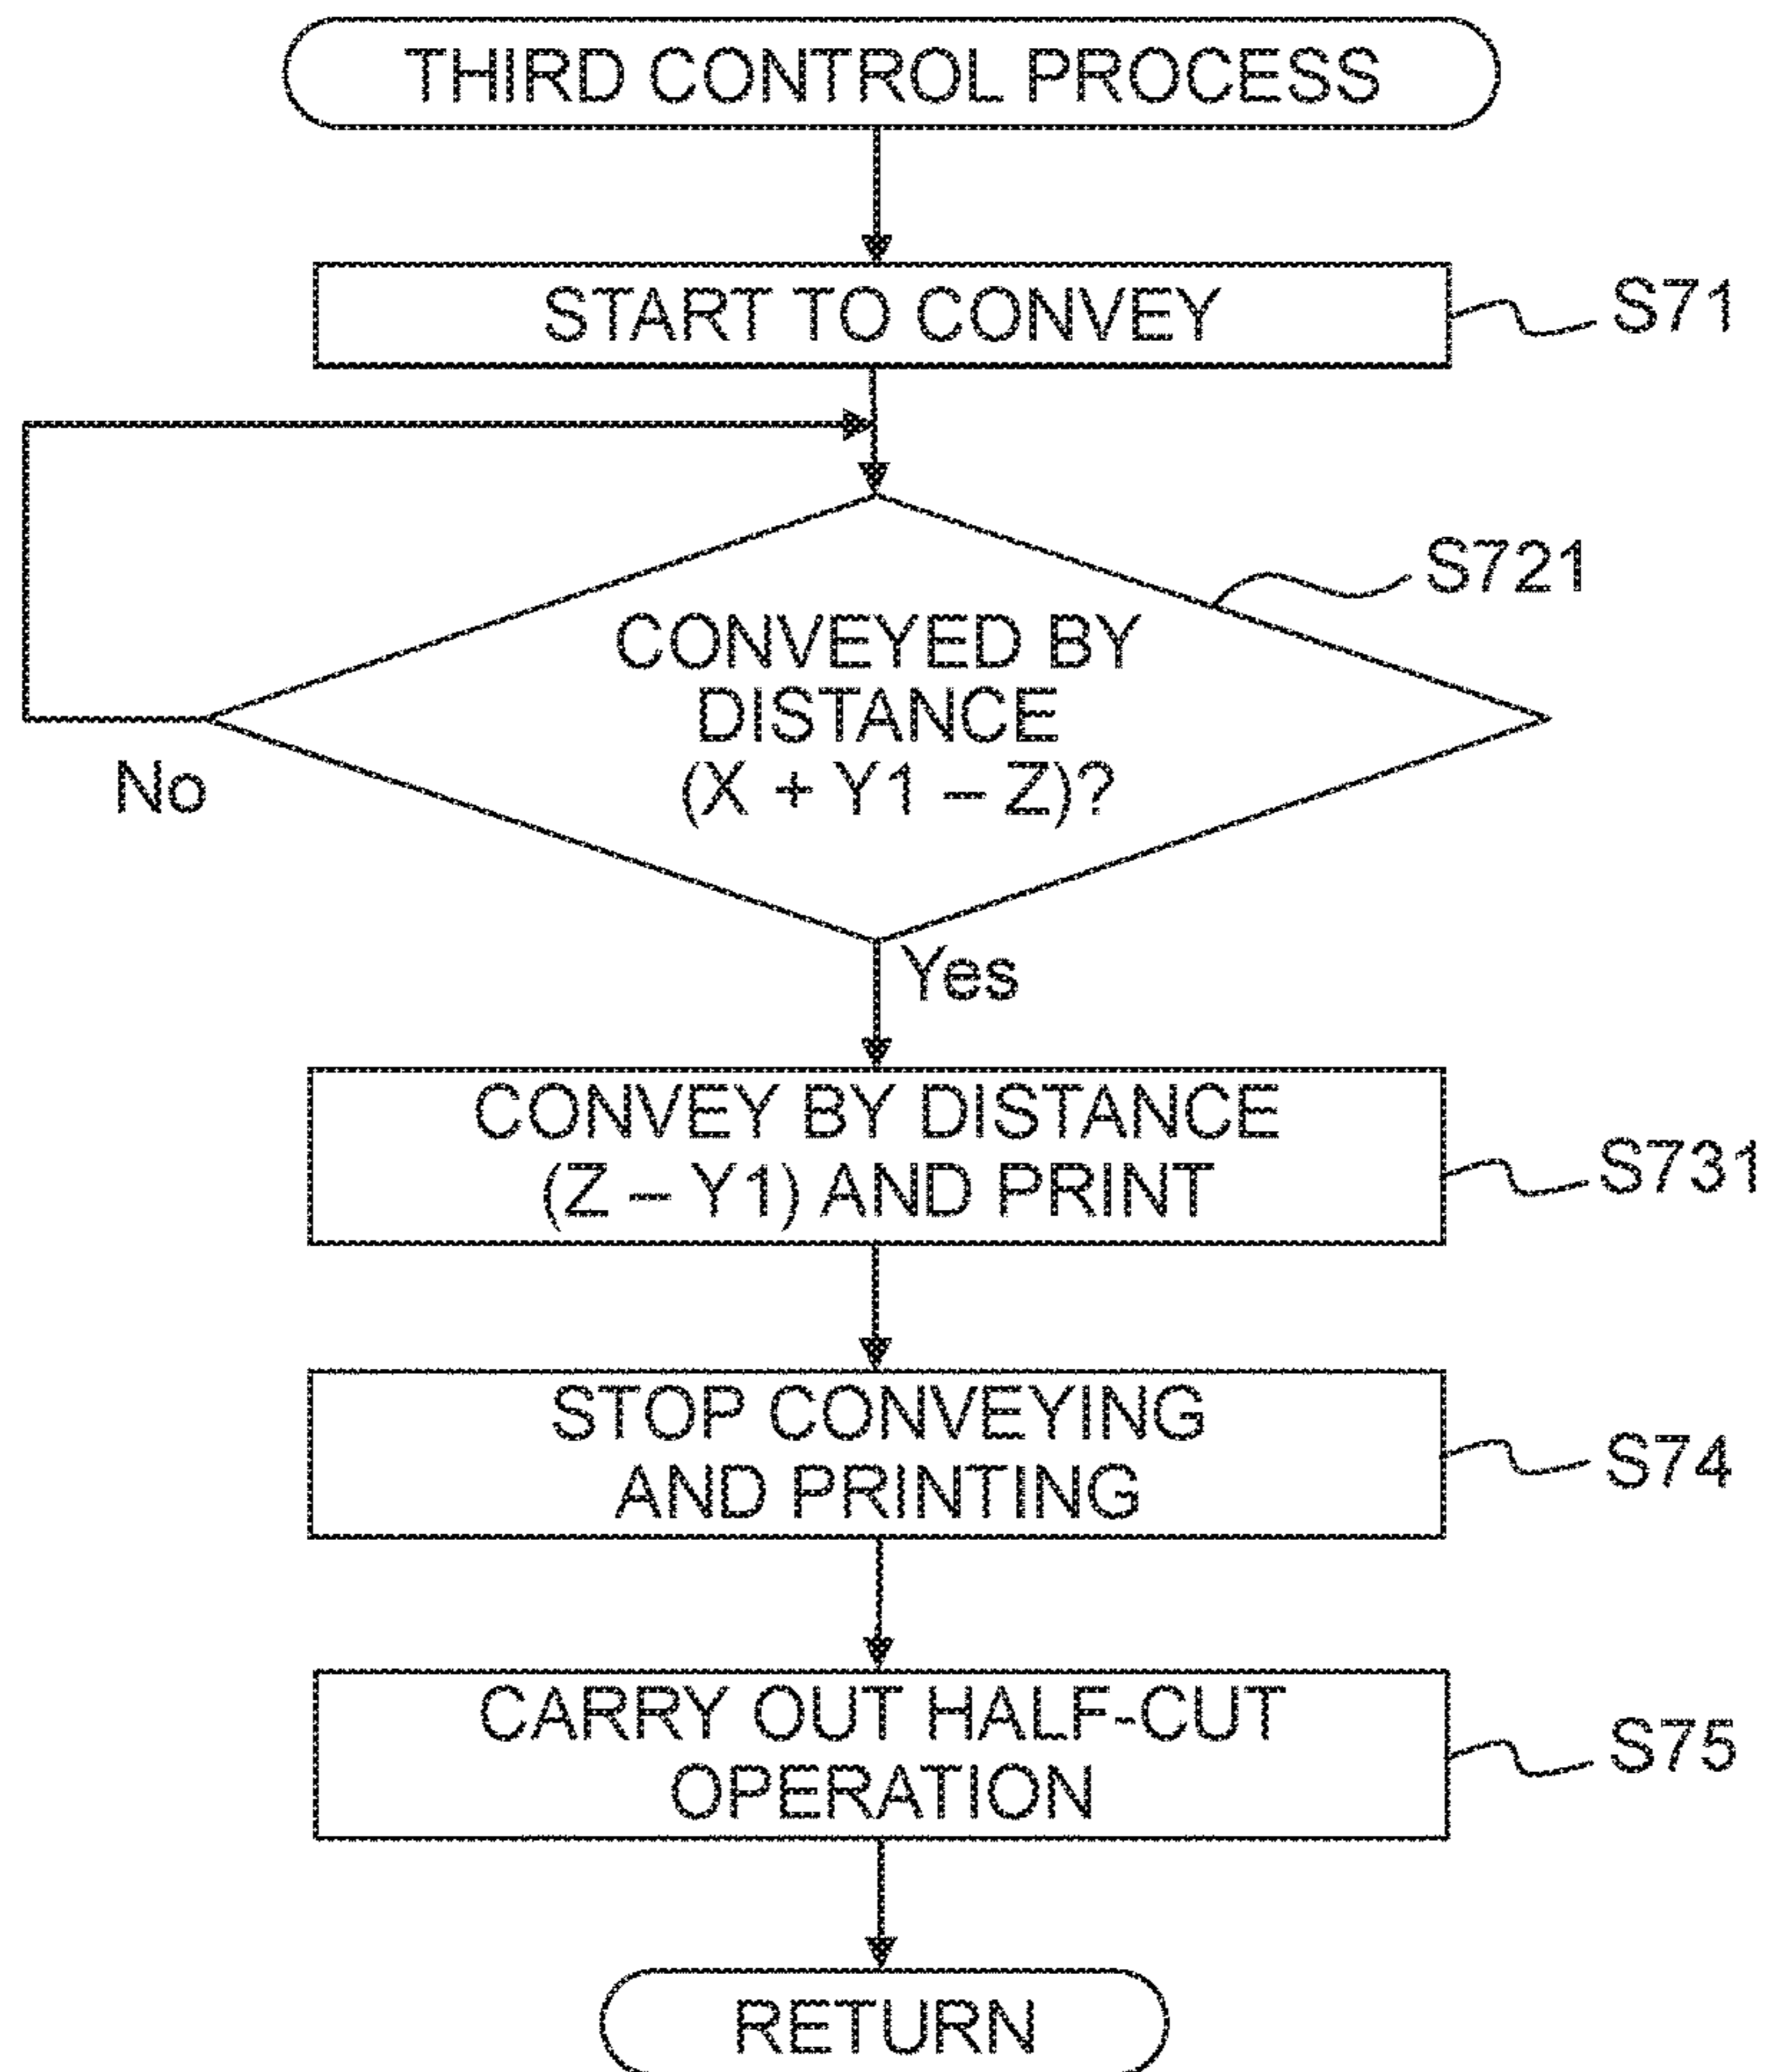 THIRD CONTROL PROCESS
START TO CONVEY
S71
S721
CONVEYED BY
DISTANCE
(X + Y1 – Z)?
No
Yes
CONVEY BY DISTANCE
(Z – Y1) AND PRINT
S731
STOP CONVEYING
AND PRINTING
S74
CARRY OUT HALF-CUT
OPERATION
S75
RETURN